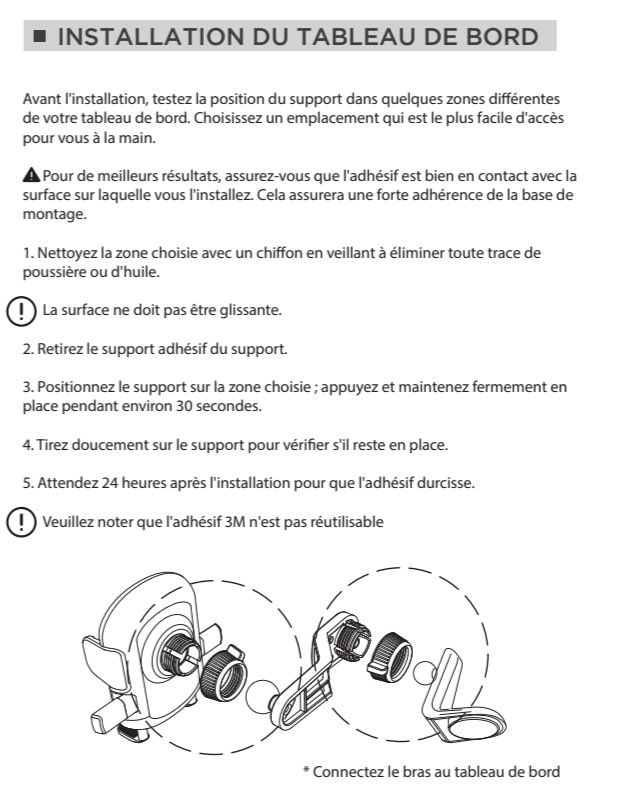 INSTALLATION DU TABLEAU DE BORD
Avant l'installation, testez la position du support dans quelques zones différentes
de votre tableau de bord. Choisissez un emplacement qui est le plus facile d'accès
pour vous à la main.
Pour de meilleurs résultats, assurez-vous que l'adhésif est bien en contact avec la
surface sur laquelle vous l'installez. Cela assurera une forte adhérence de la base de
montage.
1. Nettoyez la zone choisie avec un chiffon en veillant à éliminer toute trace de
poussière ou d'huile.
La surface ne doit pas être glissante.
2. Retirez le support adhésif du support.
3. Positionnez le support sur la zone choisie ; appuyez et maintenez fermement en
place pendant environ 30 secondes.
4. Tirez doucement sur le support pour vérifier s'il reste en place.
5. Attendez 24 heures après l'installation pour que l'adhésif durcisse.
Veuillez noter que l'adhésif 3M n'est pas réutilisable
* Connectez le bras au tableau de bord